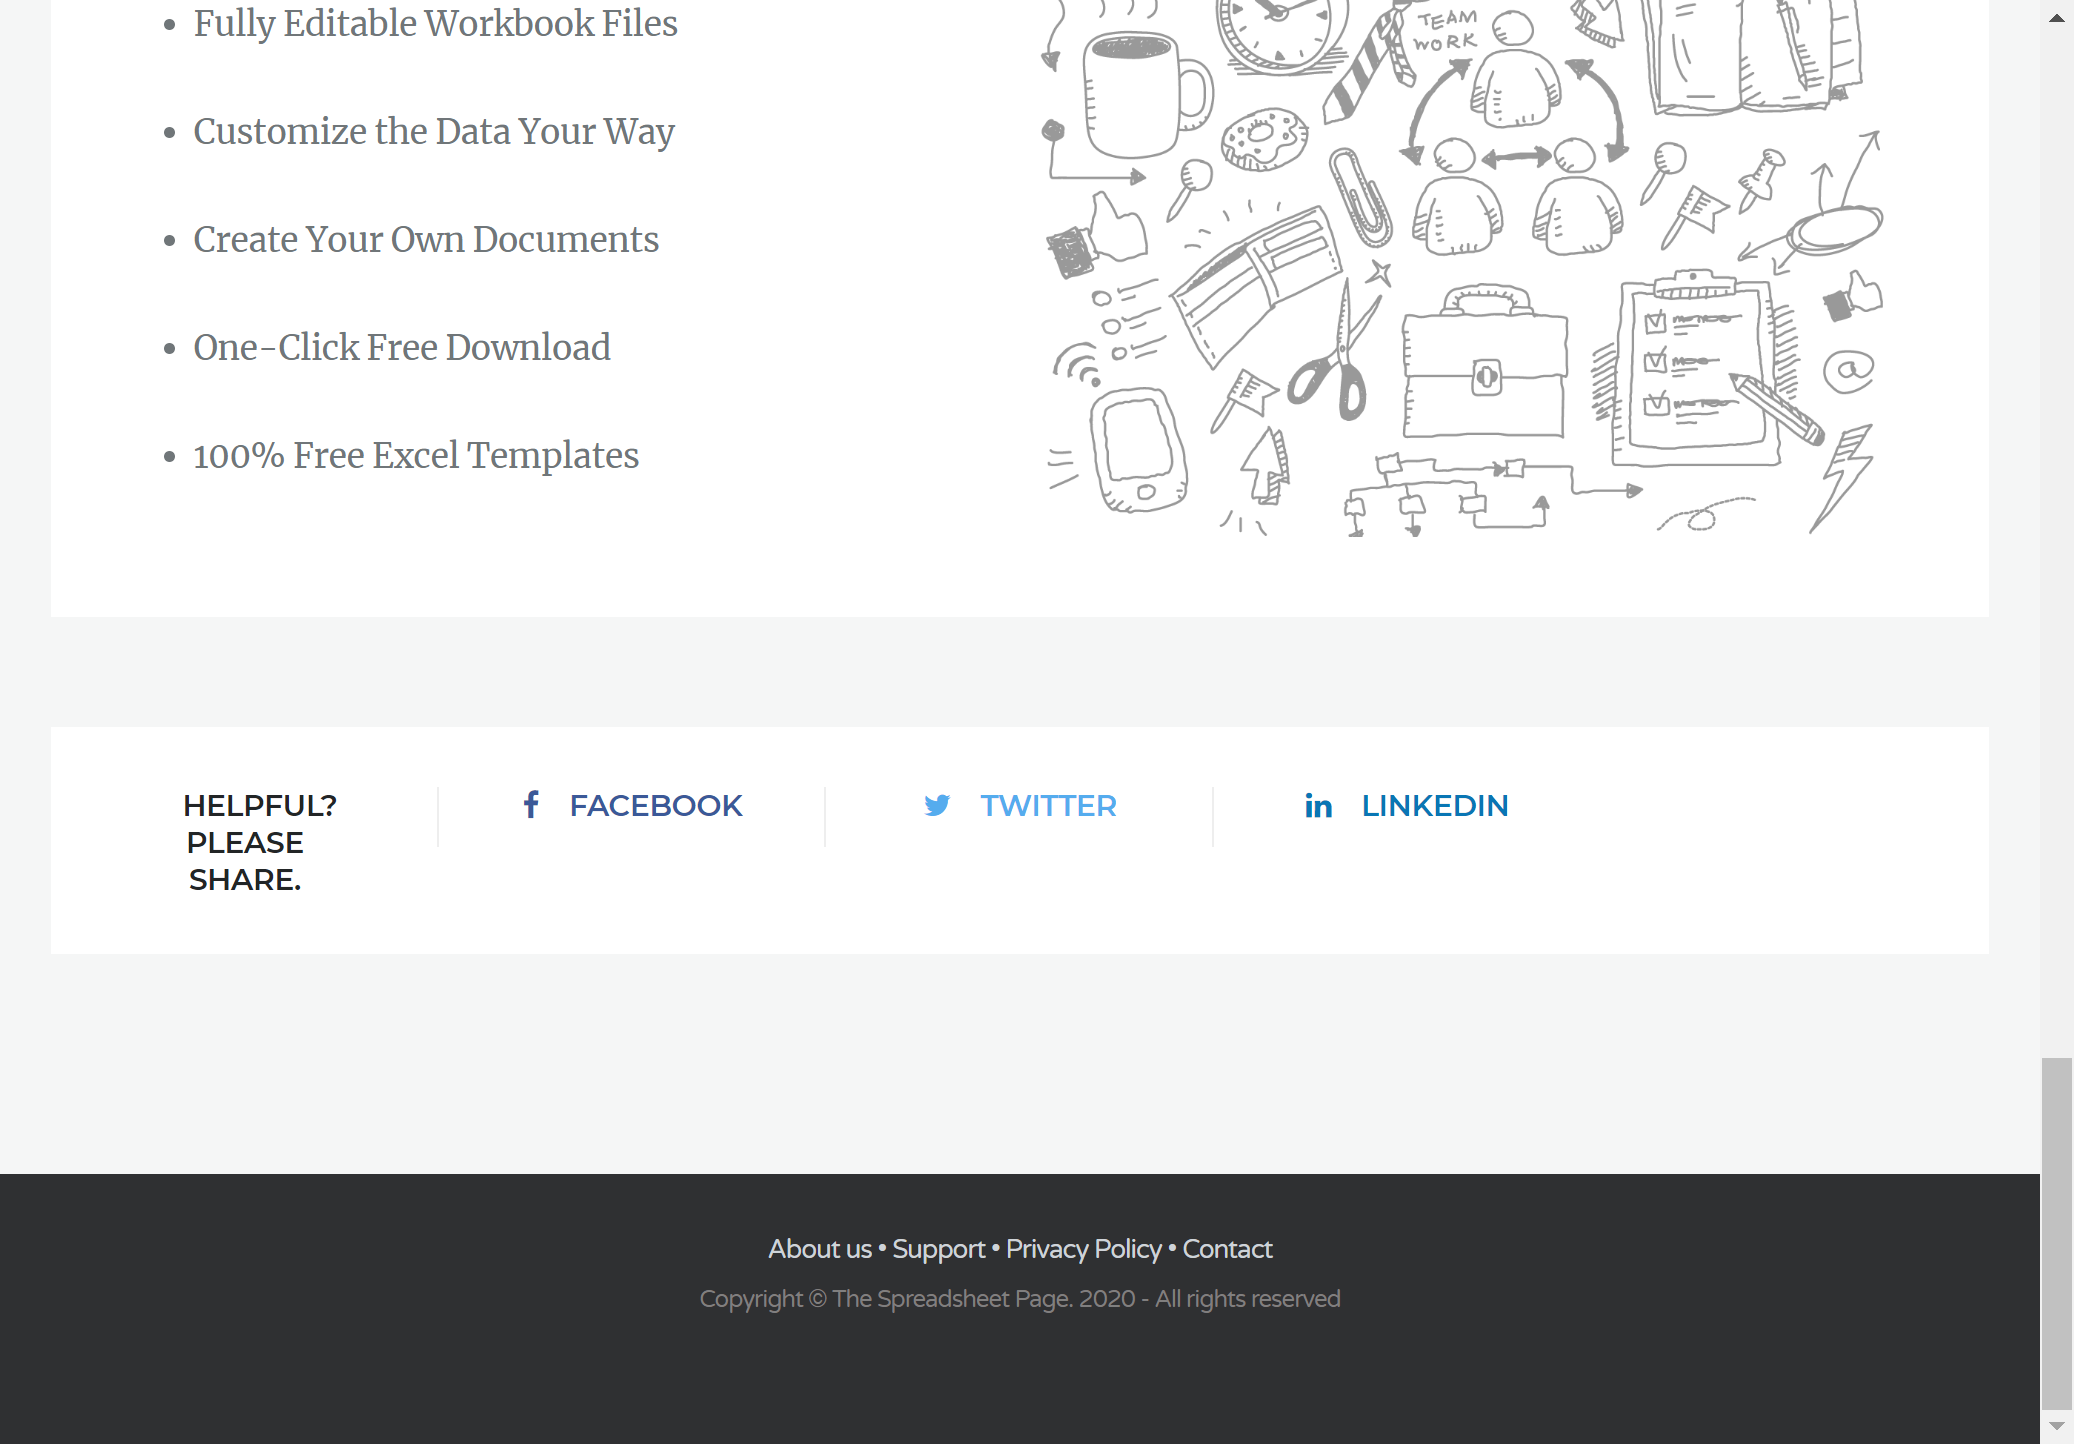 Fully Editable Workbook Files
Customize the Data Your Way
Create Your Own Documents
One-Click Free Download
100% Free Excel Templates
TEAM
WORK
HELPFUL?
PLEASE
SHARE.
FACEBOOK
TWITTER
LINKEDIN
About us • Support • Privacy Policy • Contact
Copyright © The Spreadsheet Page. 2020 - All rights reserved